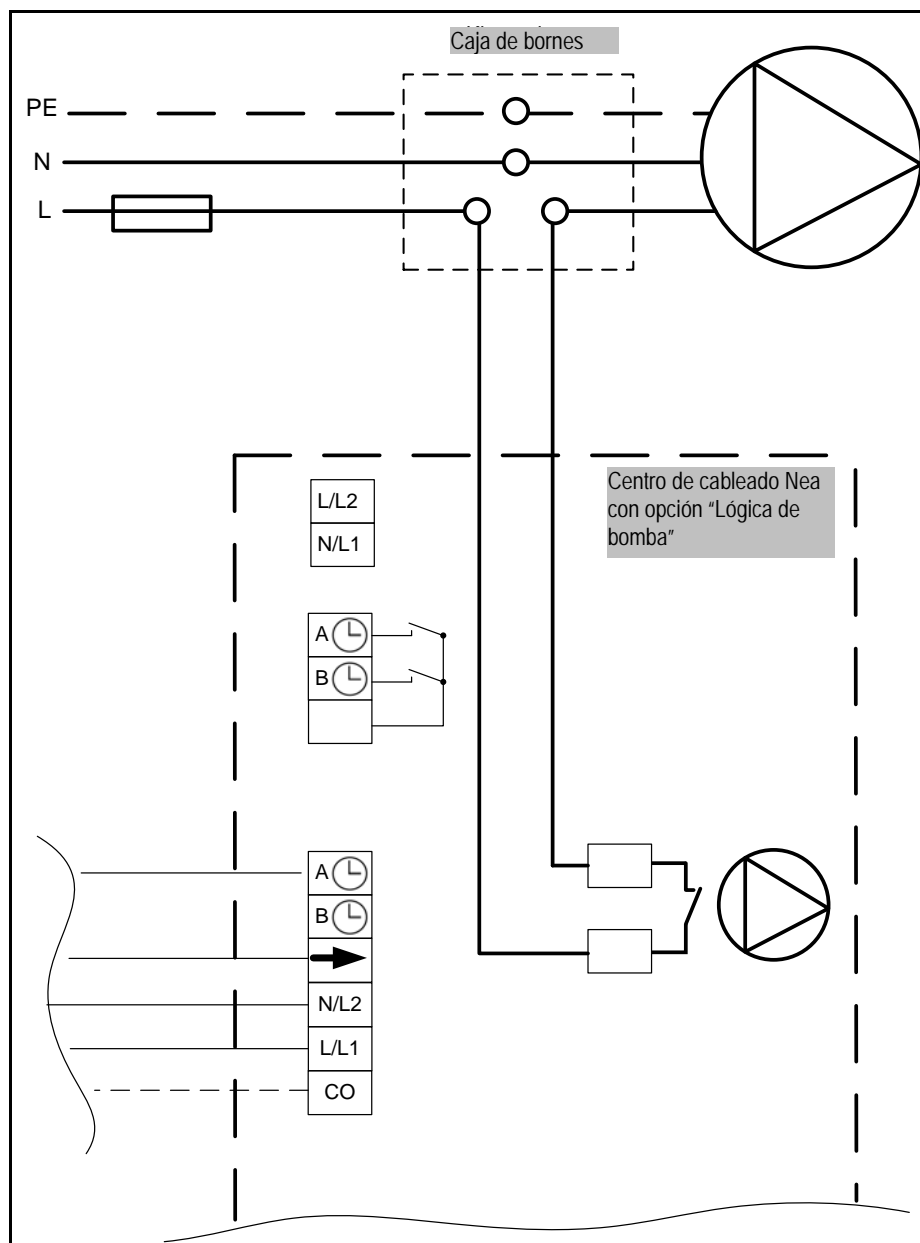 Caja de bornes
PE
N
L
L/L2
N/L1
Centro de cableado Nea
con opción “Lógica de
bomba”
A
B
A
B
N/L2
L/L1
CO